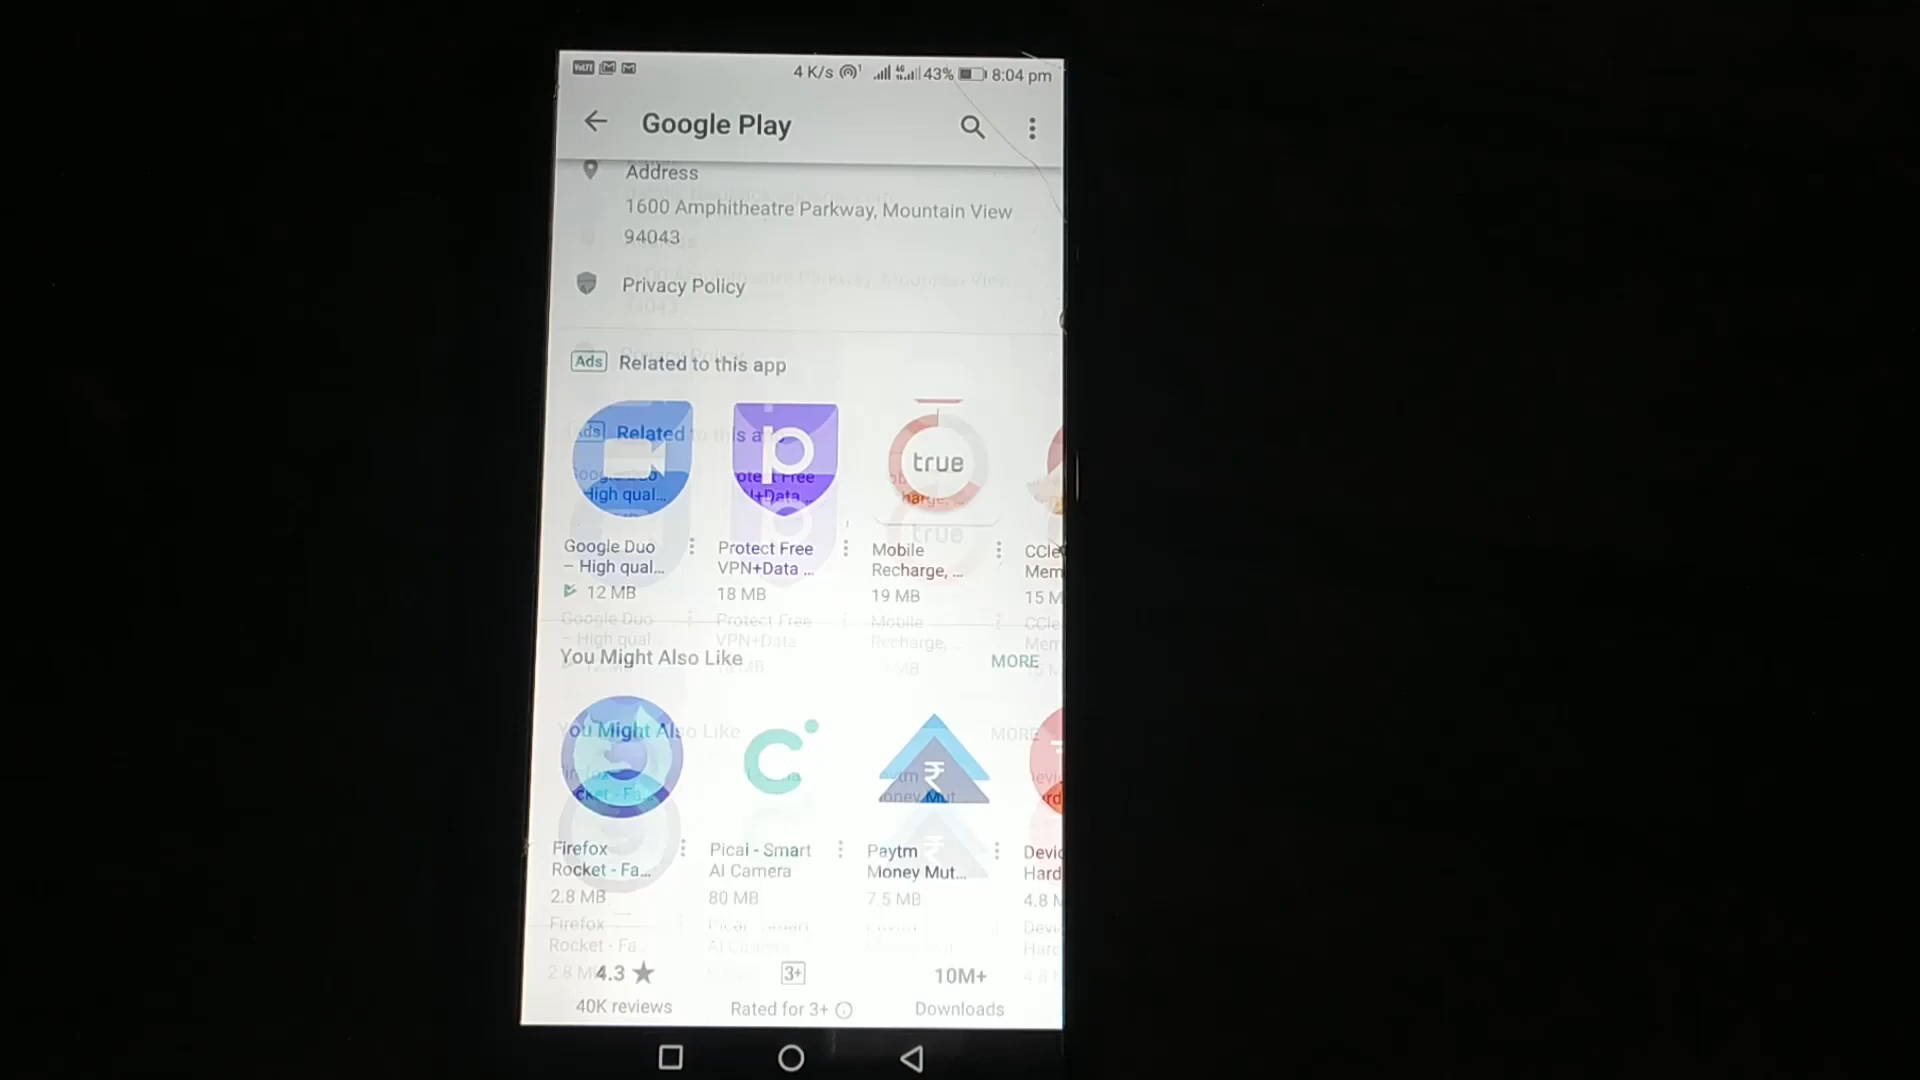 VoLTE
4 K/s 4G 43% 8:04 pm
Google Play
Address
1600 Amphitheatre Parkway, Mountain View
94043
Privacy Policy
Ads Related to this app
true
Google Duo
– High qual...
12 MB
Protect Free
VPN+Data ...
18 MB
Mobile
Recharge, ...
19 MB
CCle
Mem
15 M
You Might Also Like MORE
Firefox
Rocket - Fa...
2.8 MB
Picai - Smart
AI Camera
80 MB
Paytm
Money Mut...
7.5 MB
Devic
Hard
4.8 M
4.3 ★ 3+ 10M+
40K reviews Rated for 3+ Downloads